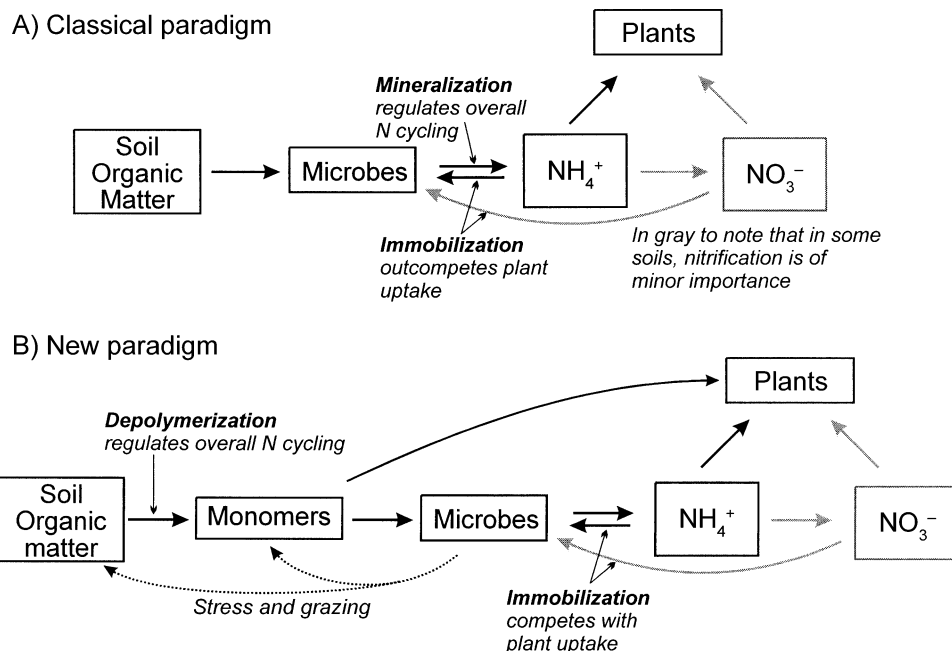 A) Classical paradigm
Plants
Mineralization
regulates overall
N cycling
Soil
Organic
Matter
Microbes
NH₄⁺
NO₃⁻
Immobilization
outcompetes plant
uptake
In gray to note that in some
soils, nitrification is of
minor importance
B) New paradigm
Plants
Depolymerization
regulates overall N cycling
Soil
Organic
matter
Monomers
Microbes
NH₄⁺
NO₃⁻
Stress and grazing
Immobilization
competes with
plant uptake